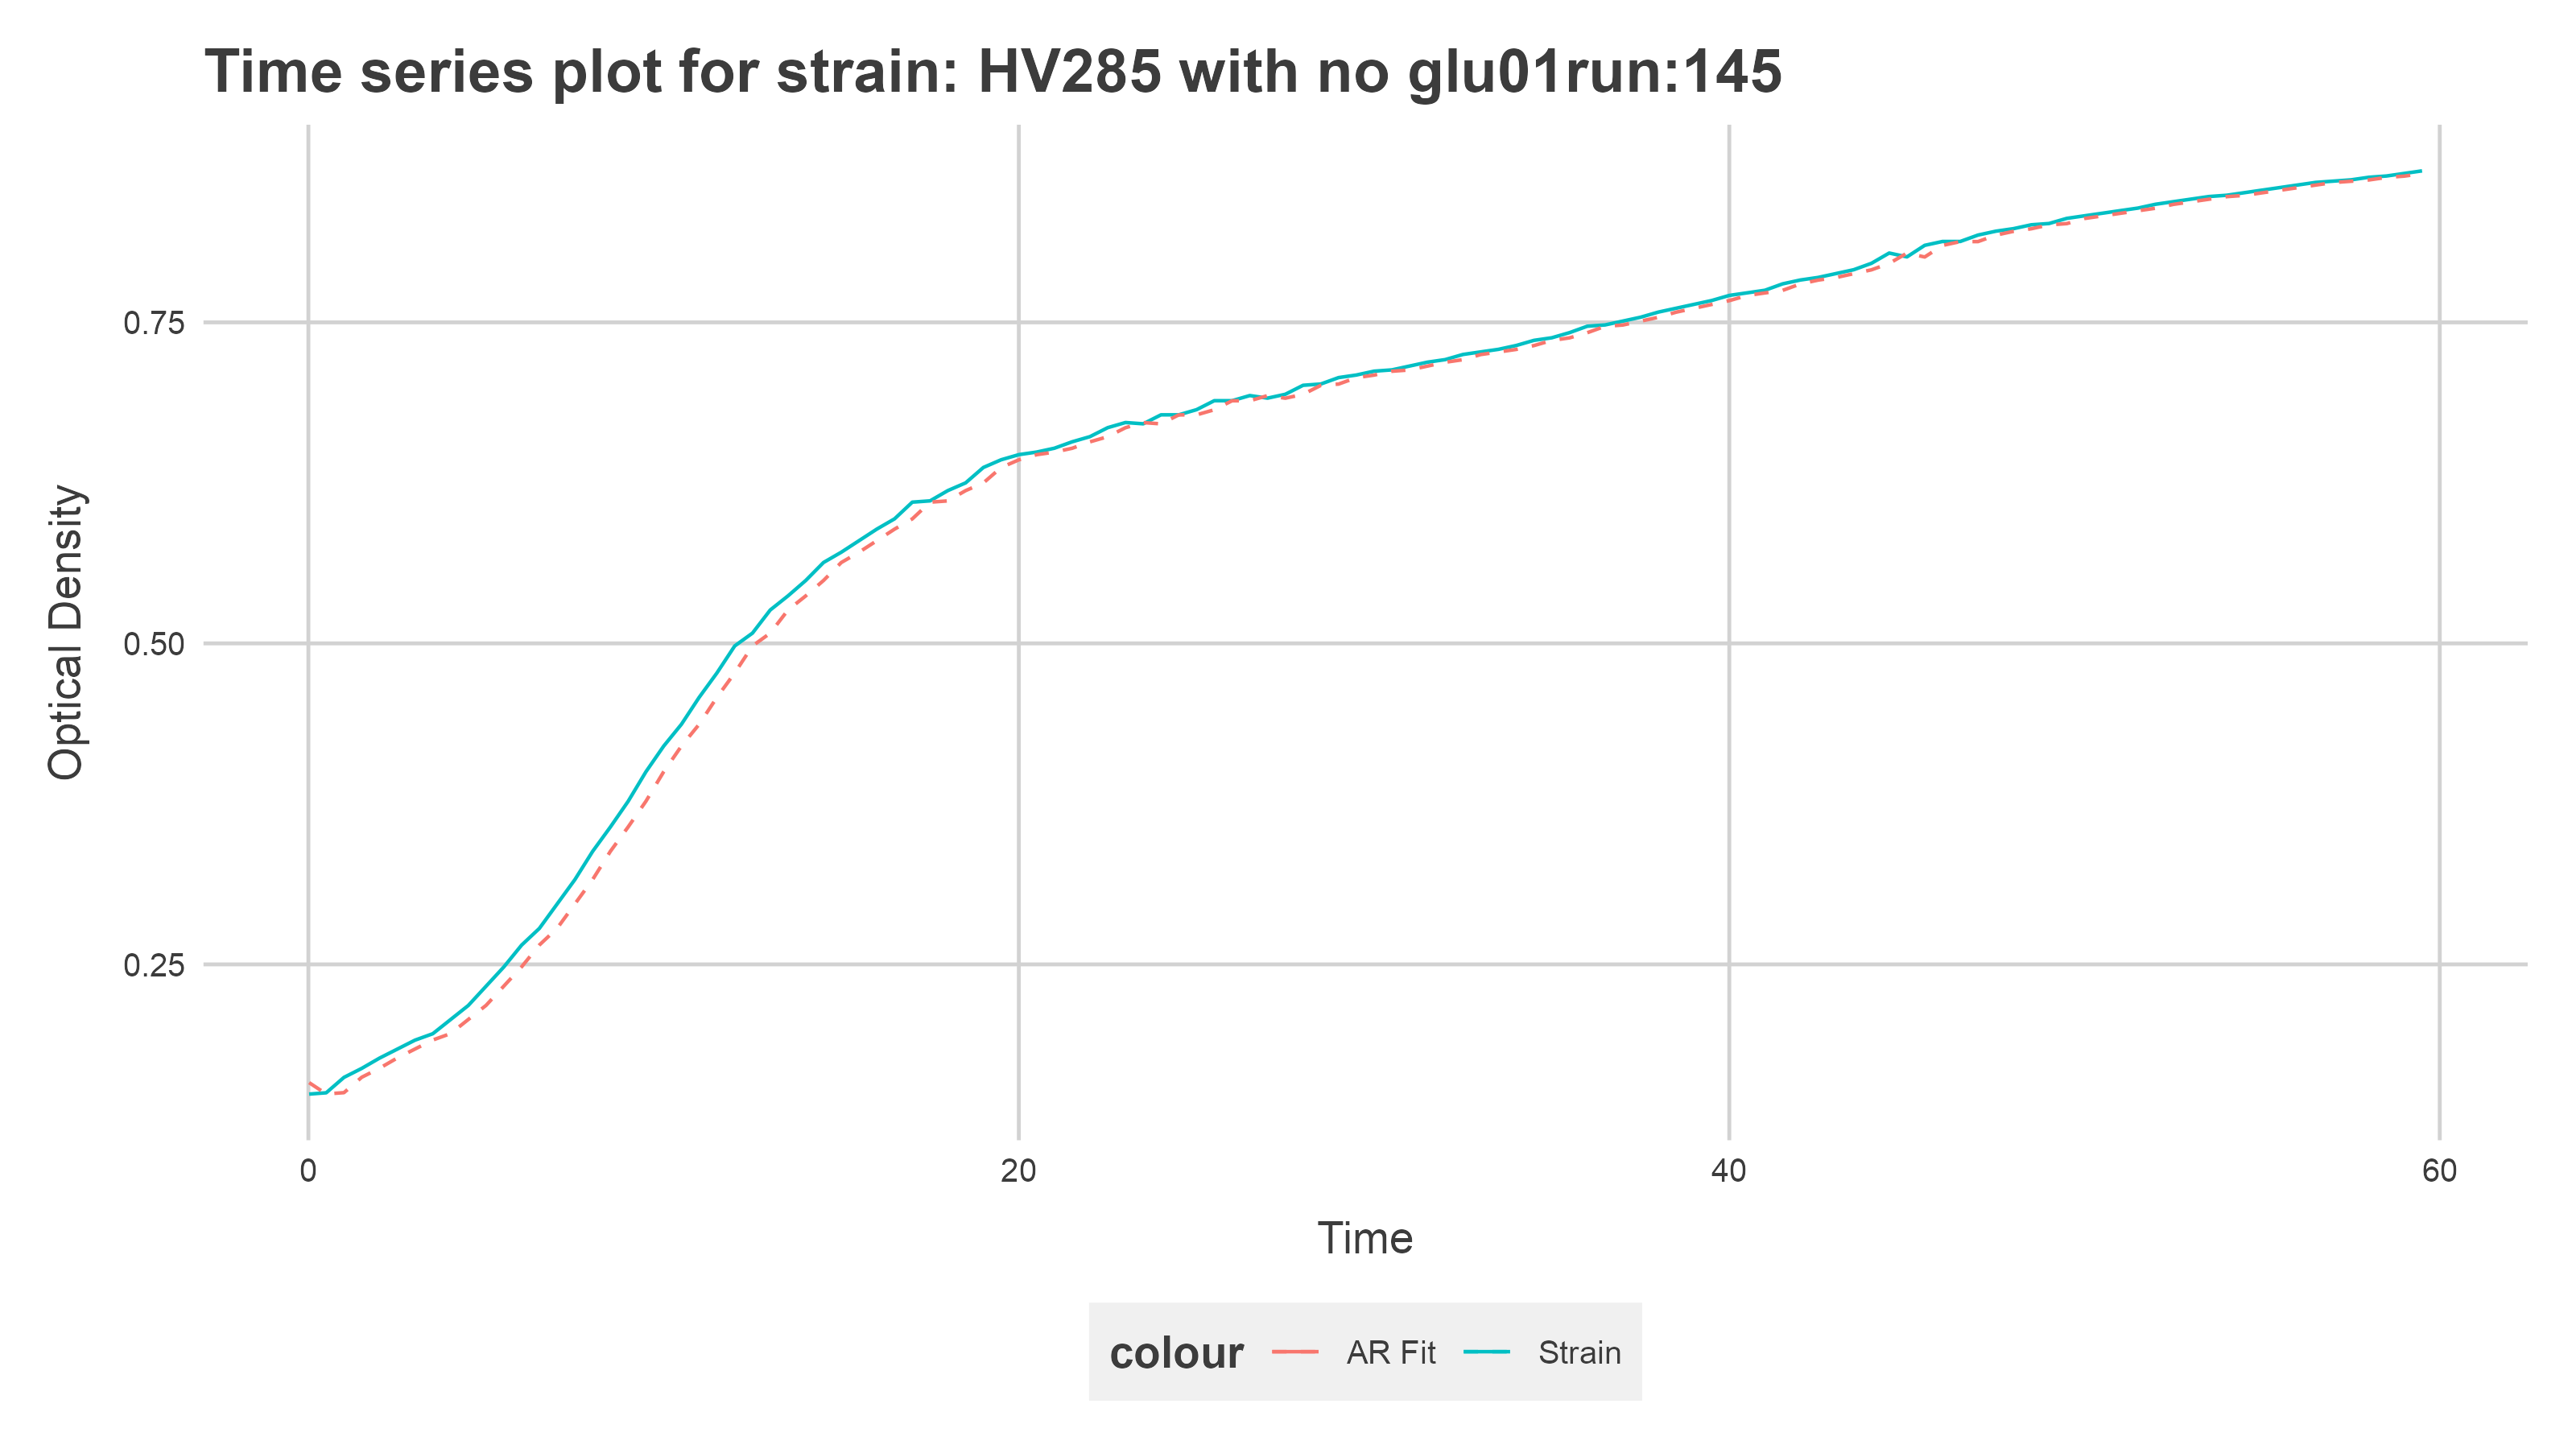 Time series plot for strain: HV285 with no glu01run:145
Optical Density
0.75
0.50
0.25
0 20 40 60
Time
colour AR Fit Strain